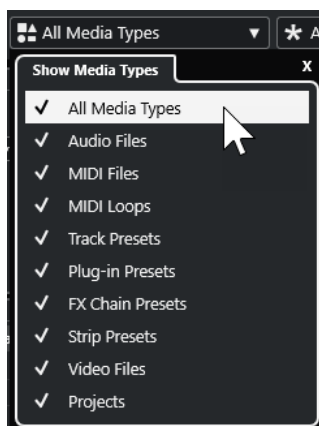 All Media Types
Show Media Types X
All Media Types
Audio Files
MIDI Files
MIDI Loops
Track Presets
Plug-in Presets
FX Chain Presets
Strip Presets
Video Files
Projects